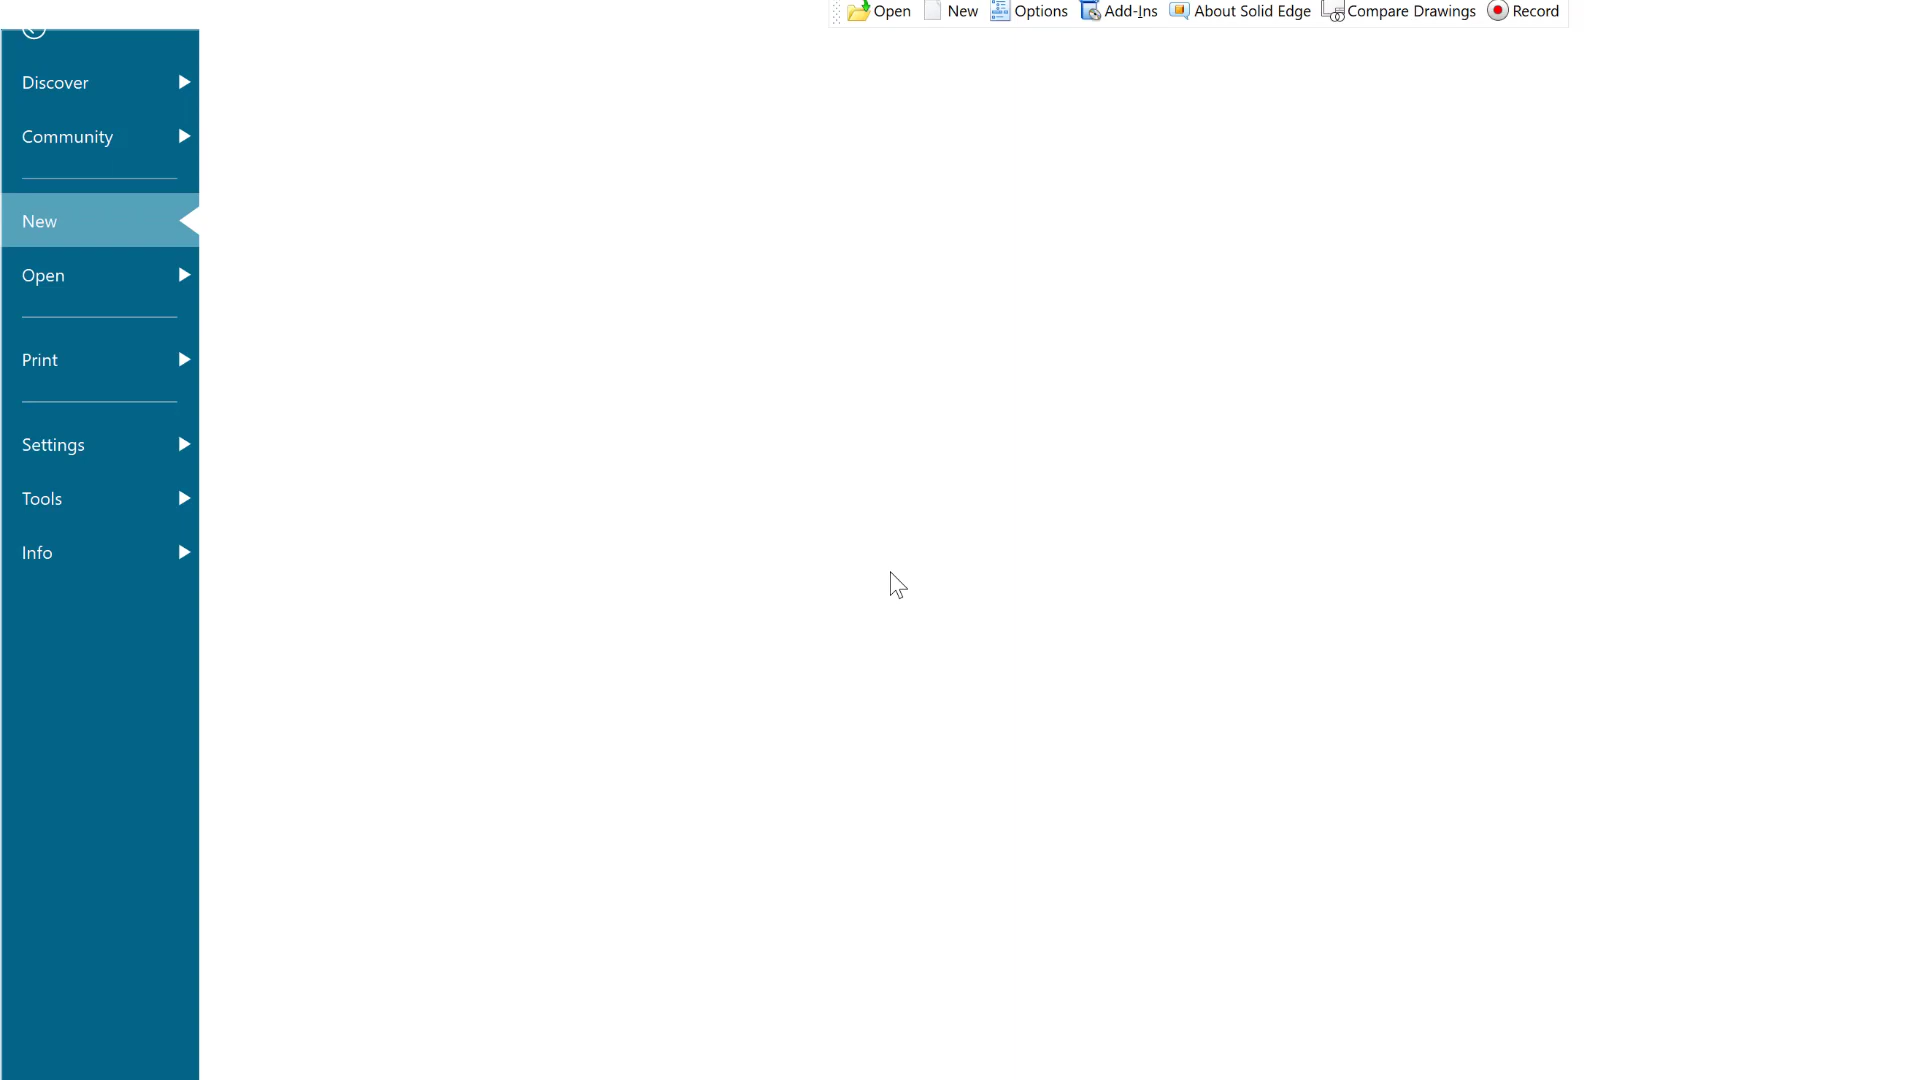 Open New Options Add-Ins About Solid Edge Compare Drawings Record
Discover
Community
New
Open
Print
Settings
Tools
Info